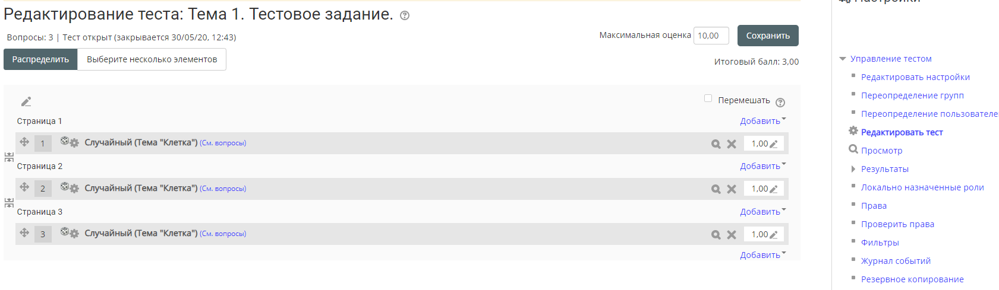 Редактирование теста: Тема 1. Тестовое задание.
Вопросы: 3 | Тест открыт (закрывается 30/05/20, 12:43)
Максимальная оценка 10,00 Сохранить
Распределить Выберите несколько элементов
Итоговый балл: 3,00
Перемешать
Страница 1 Добавить
1 Случайный (Тема "Клетка") (См. вопросы) 1,00
Страница 2 Добавить
2 Случайный (Тема "Клетка") (См. вопросы) 1,00
Страница 3 Добавить
3 Случайный (Тема "Клетка") (См. вопросы) 1,00
Добавить
Настройки
Управление тестом
Редактировать настройки
Переопределение групп
Переопределение пользователе
Редактировать тест
Просмотр
Результаты
Локально назначенные роли
Права
Проверить права
Фильтры
Журнал событий
Резервное копирование